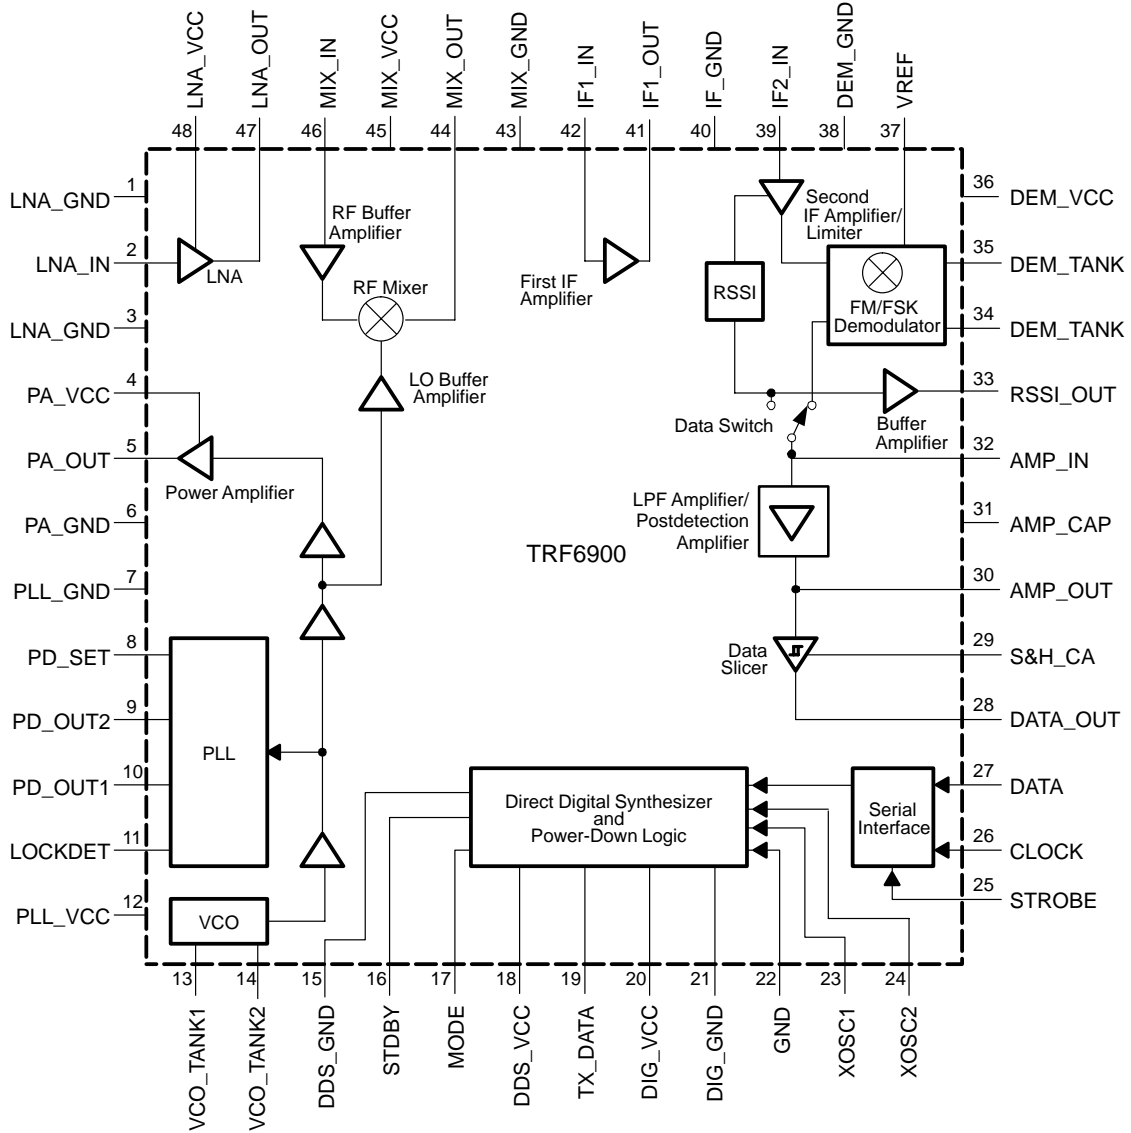 LNA_VCC
LNA_OUT
MIX_IN
MIX_VCC
MIX_OUT
MIX_GND
IF1_IN
IF1_OUT
IF_GND
IF2_IN
DEM_GND
VREF
48
47
46
45
44
43
42
41
40
39
38
37
1
LNA_GND
2
LNA_IN
3
LNA_GND
4
PA_VCC
5
PA_OUT
6
PA_GND
7
PLL_GND
8
PD_SET
9
PD_OUT2
10
PD_OUT1
11
LOCKDET
12
PLL_VCC
LNA
RF Buffer
Amplifier
RF Mixer
LO Buffer
Amplifier
Power Amplifier
First IF
Amplifier
Second
IF Amplifier/
Limiter
RSSI
FM/FSK
Demodulator
Data Switch
Buffer
Amplifier
LPF Amplifier/
Postdetection
Amplifier
TRF6900
Data
Slicer
PLL
VCO
Direct Digital Synthesizer
and
Power-Down Logic
Serial
Interface
36
DEM_VCC
35
DEM_TANK
34
DEM_TANK
33
RSSI_OUT
32
AMP_IN
31
AMP_CAP
30
AMP_OUT
29
S&H_CA
28
DATA_OUT
27
DATA
26
CLOCK
25
STROBE
13
14
15
16
17
18
19
20
21
22
23
24
VCO_TANK1
VCO_TANK2
DDS_GND
STDBY
MODE
DDS_VCC
TX_DATA
DIG_VCC
DIG_GND
GND
XOSC1
XOSC2